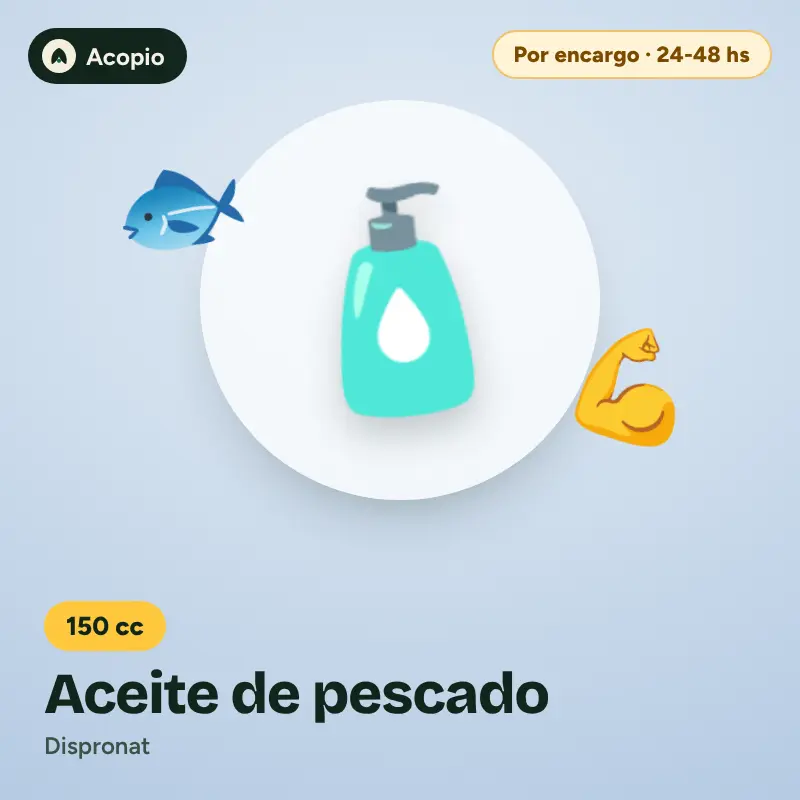 Acopio
Por encargo · 24-48 hs
150 cc
Aceite de pescado
Dispronat